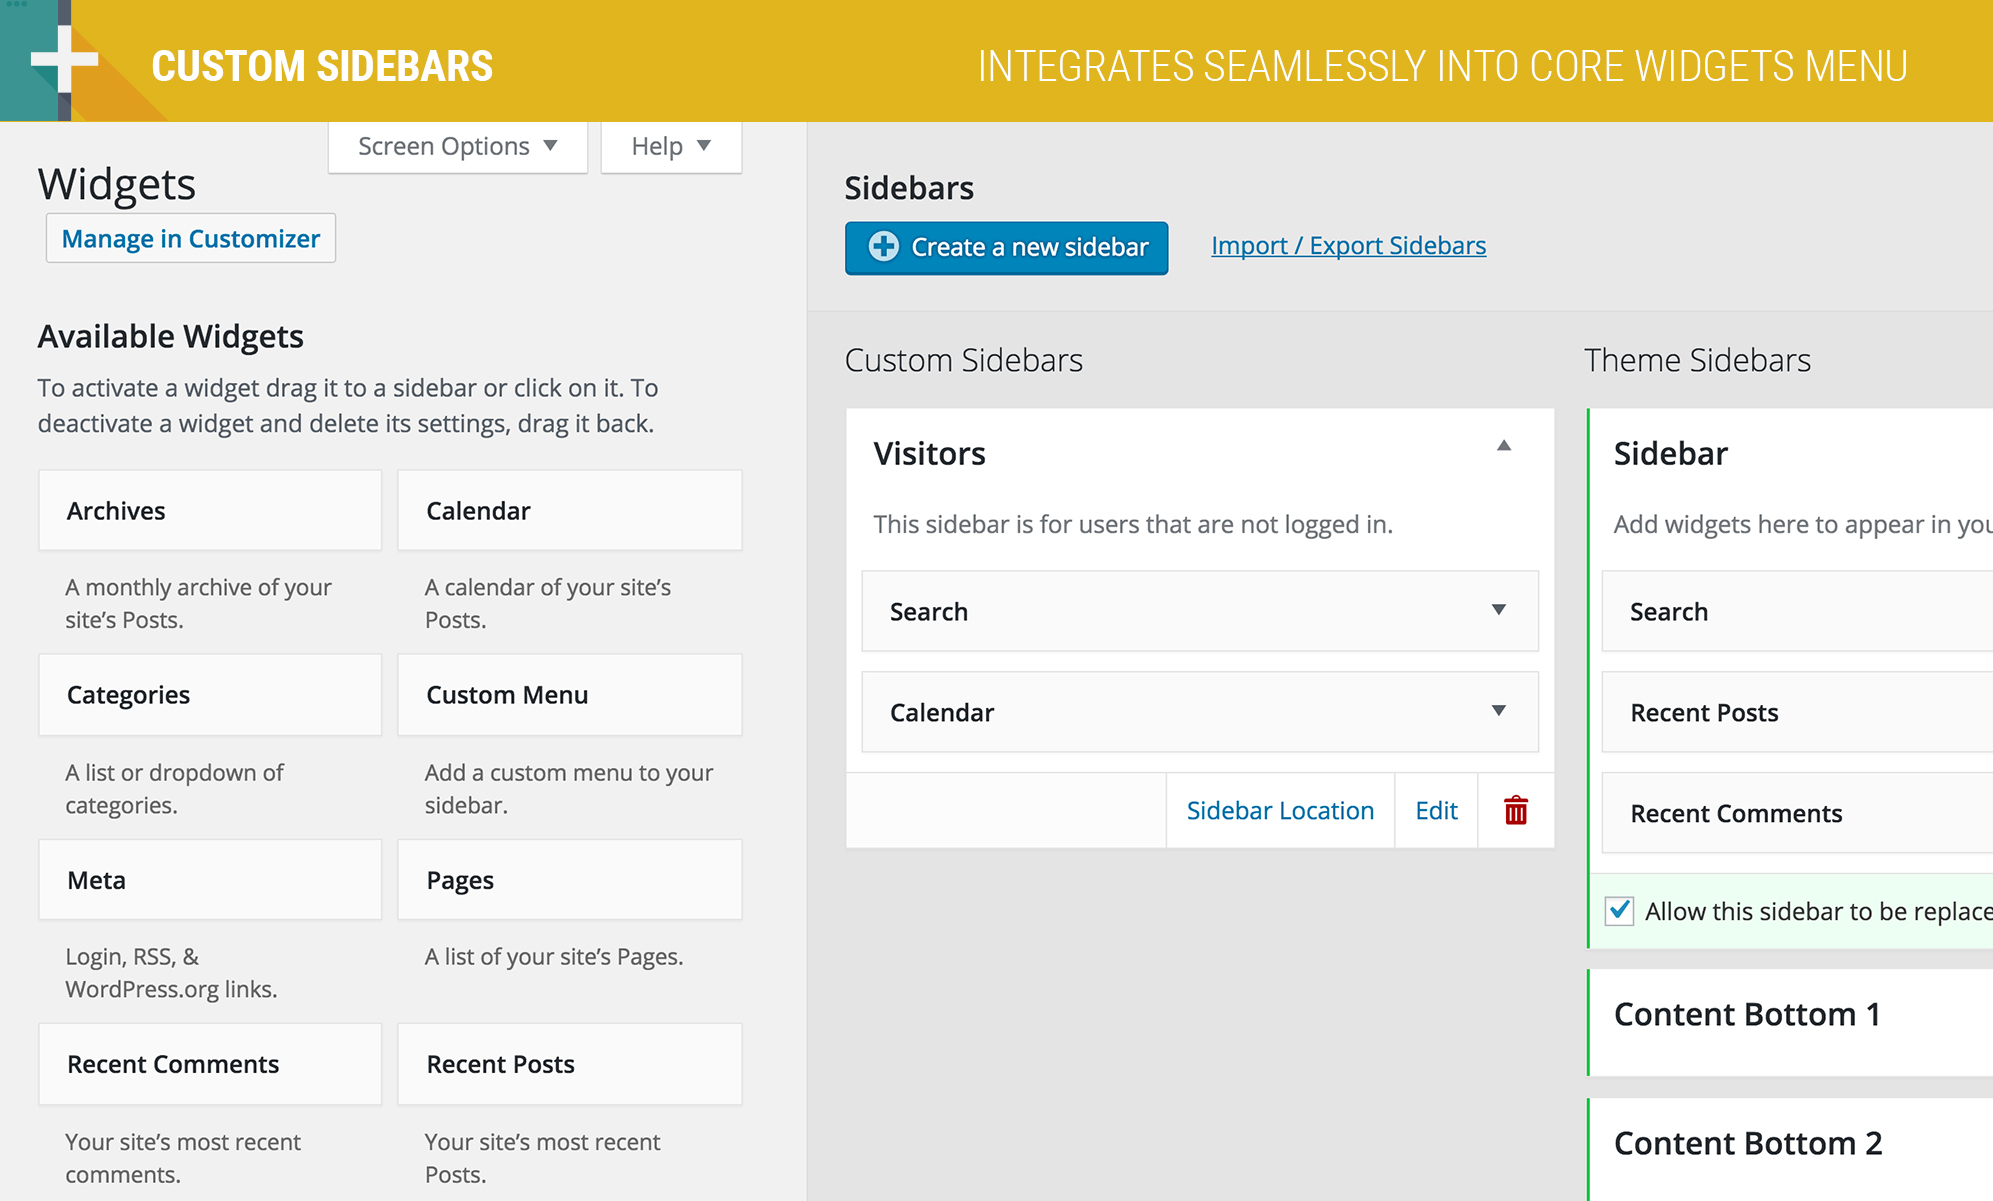 CUSTOM SIDEBARS
INTEGRATES SEAMLESSLY INTO CORE WIDGETS MENU
Screen Options
Help
Widgets
Manage in Customizer
Available Widgets
To activate a widget drag it to a sidebar or click on it. To
deactivate a widget and delete its settings, drag it back.
Archives
Calendar
A monthly archive of your
site’s Posts.
A calendar of your site’s
Posts.
Categories
Custom Menu
A list or dropdown of
categories.
Add a custom menu to your
sidebar.
Meta
Pages
Login, RSS, &
WordPress.org links.
A list of your site’s Pages.
Recent Comments
Recent Posts
Your site’s most recent
comments.
Your site’s most recent
Posts.
Sidebars
Create a new sidebar
Import / Export Sidebars
Custom Sidebars
Visitors
This sidebar is for users that are not logged in.
Search
Calendar
Sidebar Location
Edit
Theme Sidebars
Sidebar
Add widgets here to appear in
Search
Recent Posts
Recent Comments
Allow this sidebar to be
Content Bottom 1
Content Bottom 2